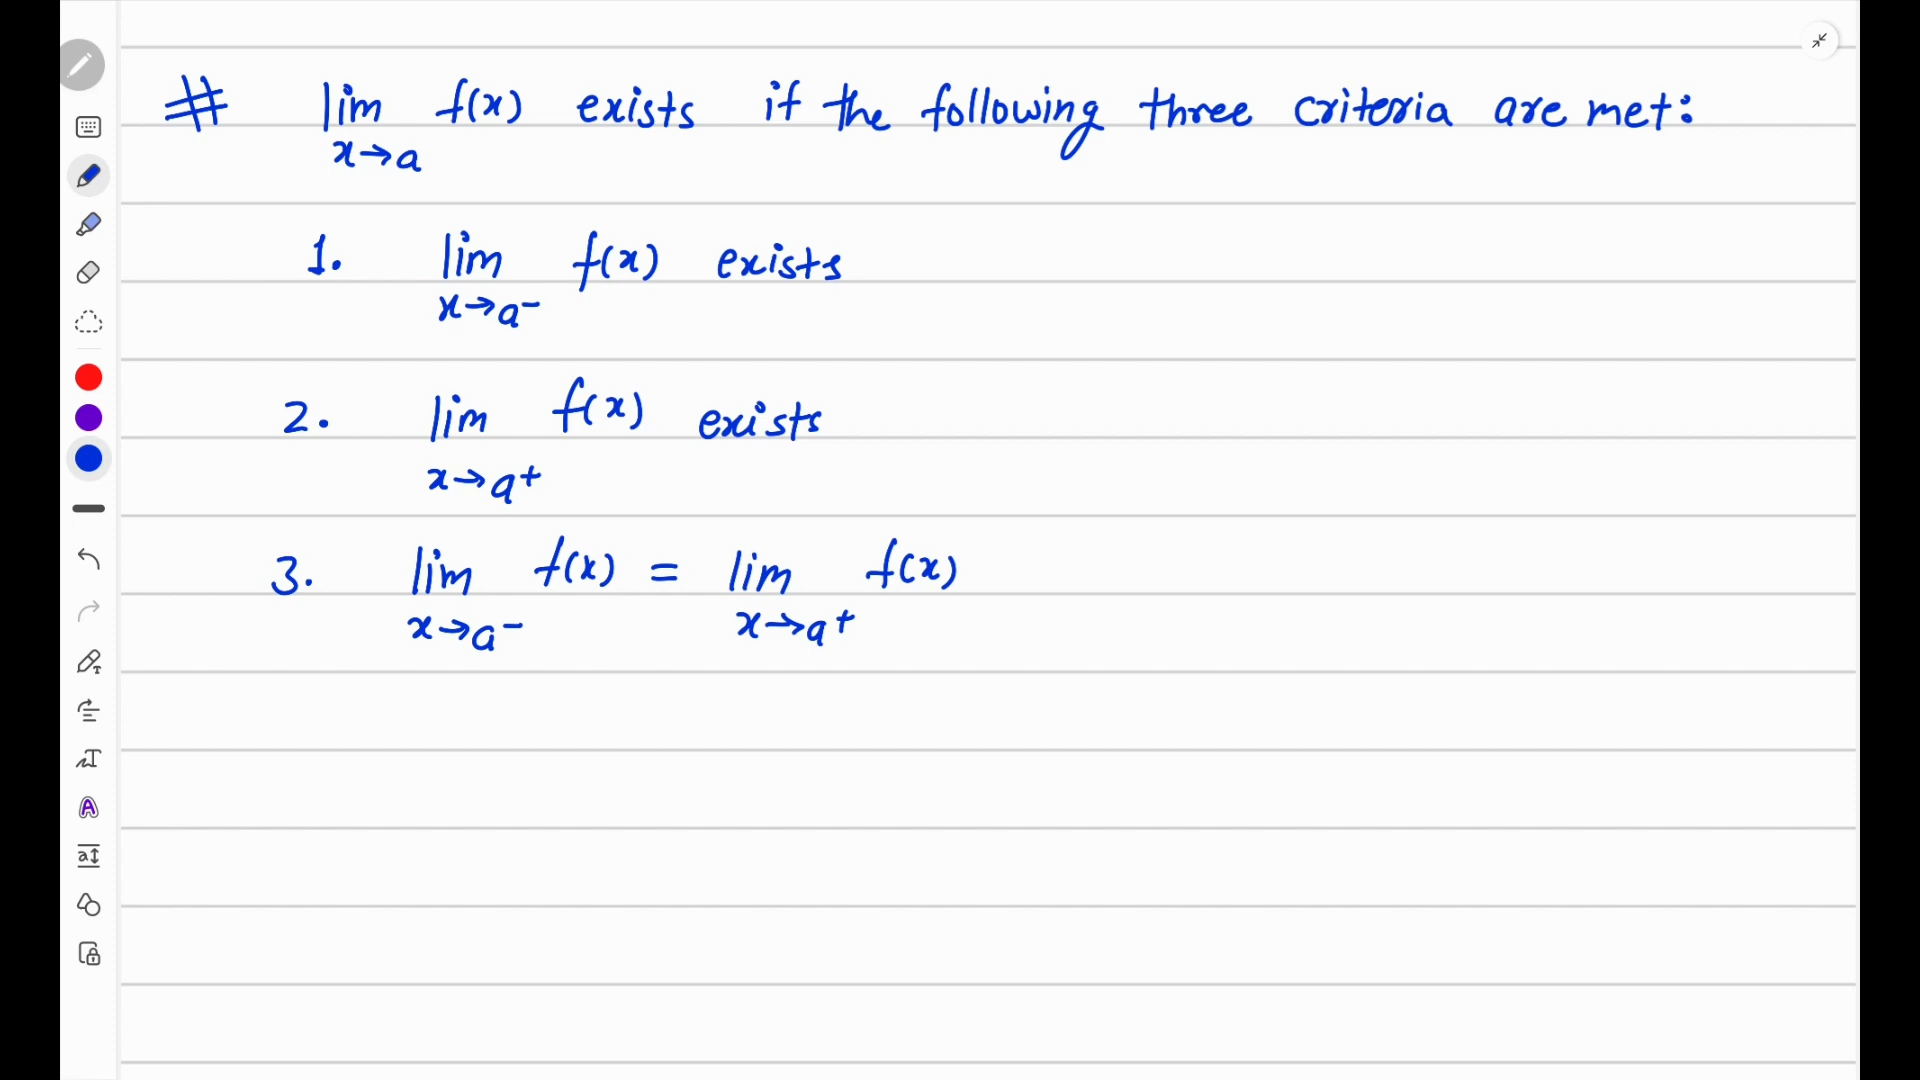 # lim f(x) exists if the following three criteria are met:
x→a
1. lim f(x) exists
x→a⁻
2. lim f(x) exists
x→a⁺
3. lim f(x) = lim f(x)
x→a⁻ x→a⁺